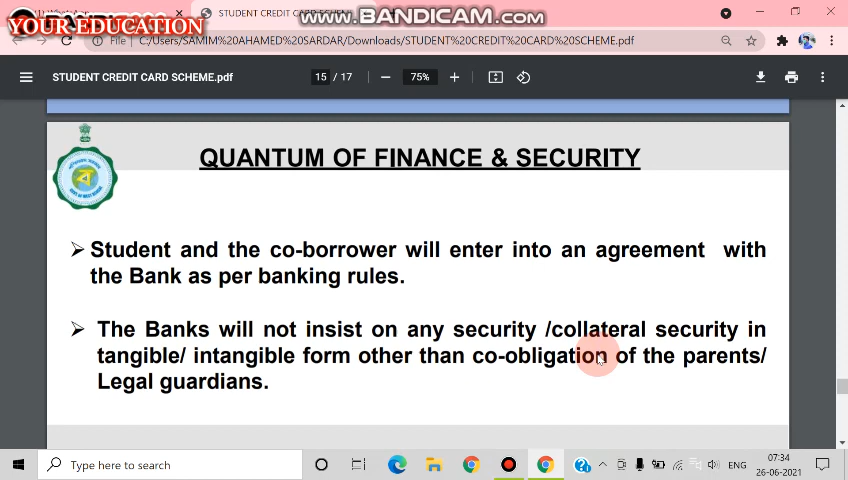 YOUR EDUCATION
STUDENT CREDIT CARD SCHEM
WWW.BANDICAM.COM
File
C:/Users/SAMIM%20AHAMED%20SARDAR/Downloads/STUDENT%20CREDIT%20CARD%20SCHEME.pdf
STUDENT CREDIT CARD SCHEME.pdf
15 / 17
75%
QUANTUM OF FINANCE & SECURITY
➢ Student and the co-borrower will enter into an agreement with
the Bank as per banking rules.
➢ The Banks will not insist on any security /collateral security in
tangible/ intangible form other than co-obligation of the parents/
Legal guardians.
Type here to search
ENG
07:34
26-06-2021